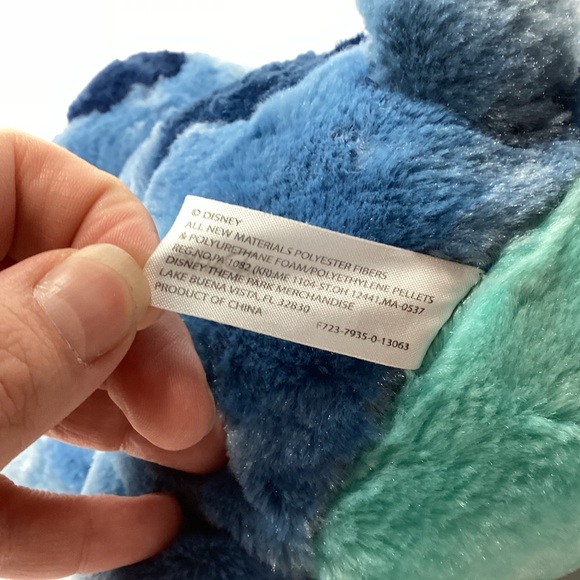 © DISNEY
ALL NEW MATERIALS POLYESTER FIBERS
& POLYURETHANE FOAM/POLYETHYLENE PELLETS
REG.NO.PA 1082 (KR).ME 1104-ST.OH 12441.MA-0537
DISNEY THEME PARK MERCHANDISE
LAKE BUENA VISTA, FL 32830
PRODUCT OF CHINA
F723-7935-0-13063